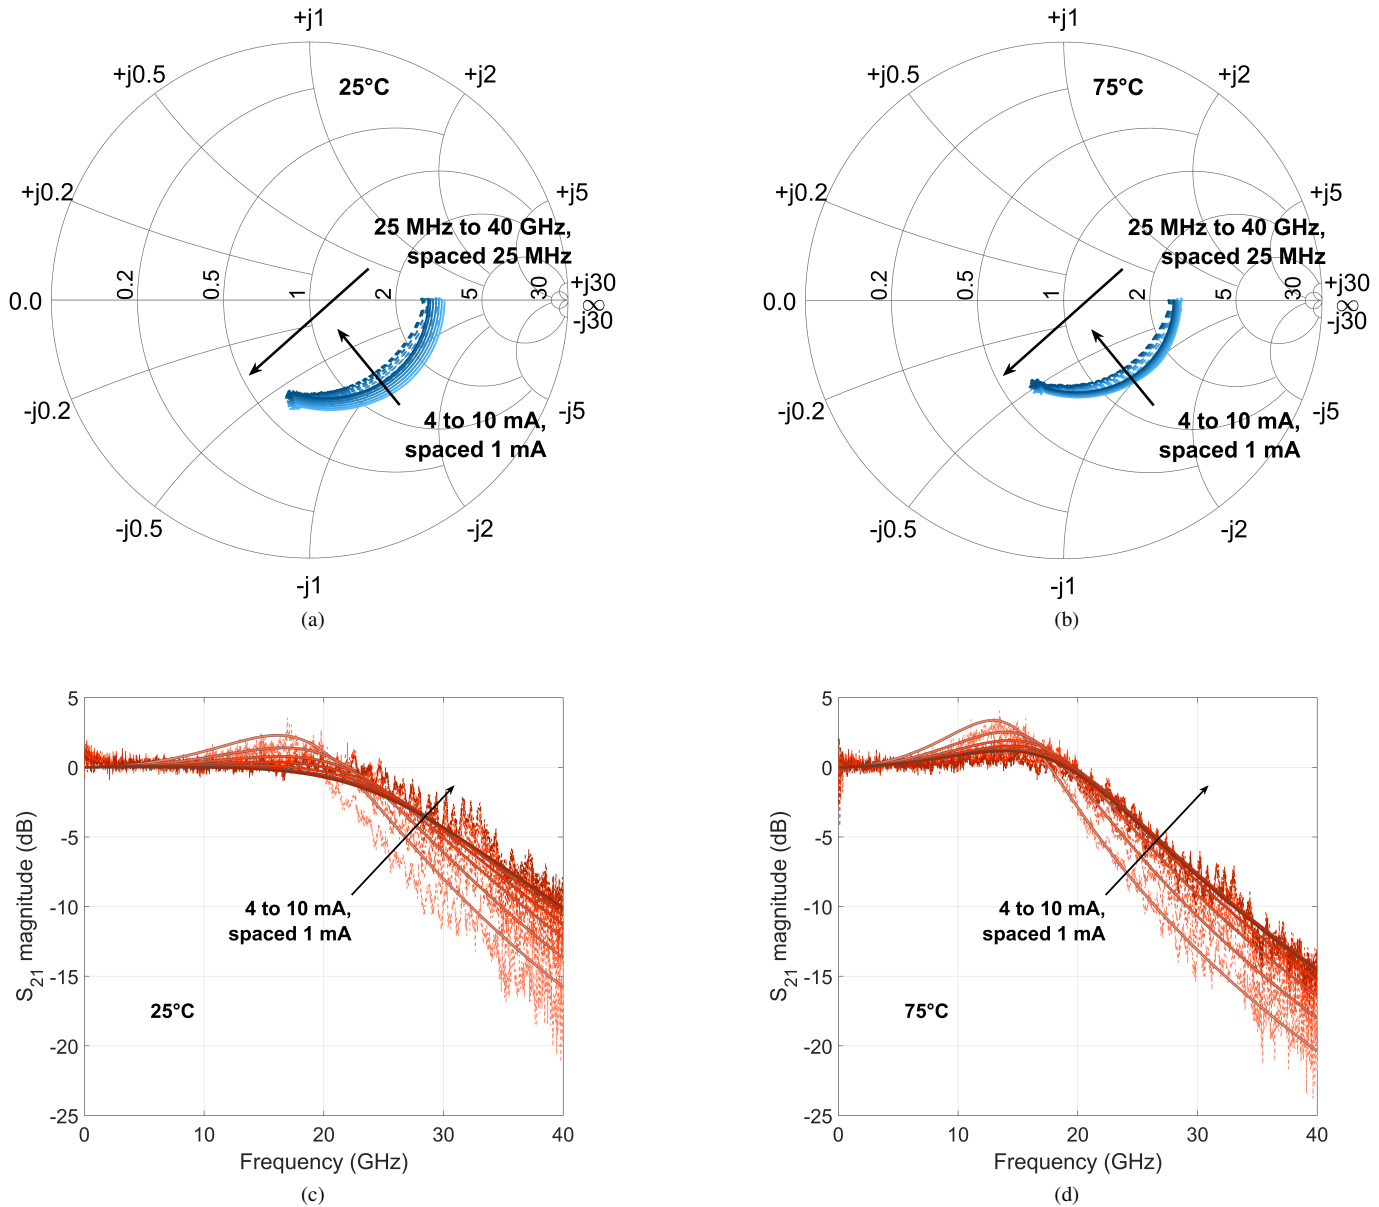 +j1
+j0.5
25°C
+j2
+j0.2
+j5
25 MHz to 40 GHz,
spaced 25 MHz
0.0
0.2
0.5
1
2
5
30
+j30
∞
-j30
-j0.2
-j5
4 to 10 mA,
spaced 1 mA
-j0.5
-j2
-j1
(a)
+j1
+j0.5
75°C
+j2
+j0.2
+j5
25 MHz to 40 GHz,
spaced 25 MHz
0.0
0.2
0.5
1
2
5
30
+j30
∞
-j30
-j0.2
-j5
4 to 10 mA,
spaced 1 mA
-j0.5
-j2
-j1
(b)
5
0
-5
-10
-15
-20
-25
S21 magnitude (dB)
4 to 10 mA,
spaced 1 mA
25°C
0 10 20 30 40
Frequency (GHz)
(c)
5
0
-5
-10
-15
-20
-25
S21 magnitude (dB)
4 to 10 mA,
spaced 1 mA
75°C
0 10 20 30 40
Frequency (GHz)
(d)